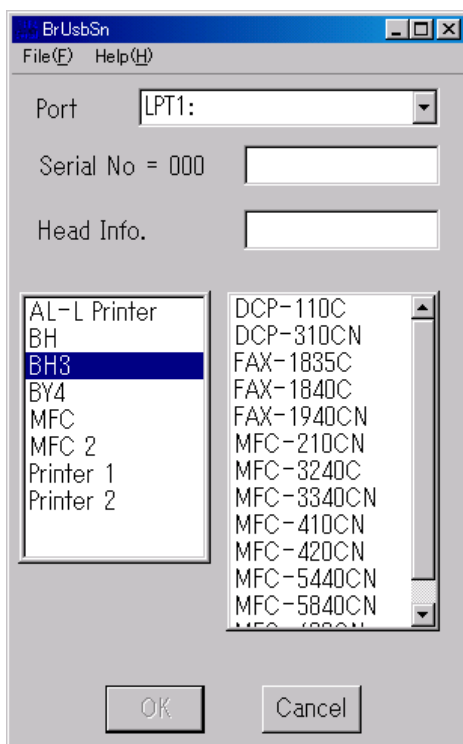 BrUsbSn
File(F) Help(H)
Port LPT1:
Serial No = 000
Head Info.
AL-L Printer
BH
BH3
BY4
MFC
MFC 2
Printer 1
Printer 2
DCP-110C
DCP-310CN
FAX-1835C
FAX-1840C
FAX-1940CN
MFC-210CN
MFC-3240C
MFC-3340CN
MFC-410CN
MFC-420CN
MFC-5440CN
MFC-5840CN
OK Cancel